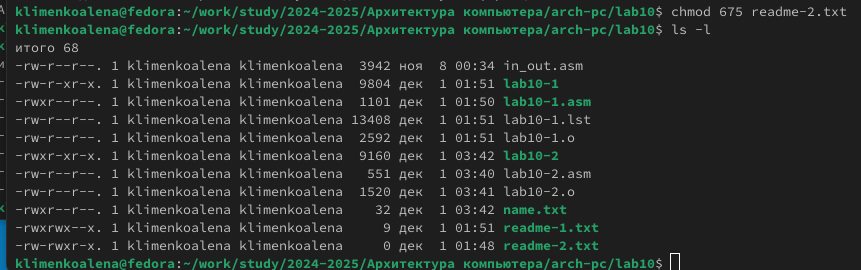 klimenkoalena@fedora:~/work/study/2024-2025/Архитектура компьютера/arch-pc/lab10$ chmod 675 readme-2.txt
klimenkoalena@fedora:~/work/study/2024-2025/Архитектура компьютера/arch-pc/lab10$ ls -l
итого 68
-rw-r--r--. 1 klimenkoalena klimenkoalena  3942 ноя  8 00:34 in_out.asm
-rw-r-xr-x. 1 klimenkoalena klimenkoalena  9804 дек  1 01:51 lab10-1
-rwxr--r--. 1 klimenkoalena klimenkoalena  1101 дек  1 01:50 lab10-1.asm
-rw-r--r--. 1 klimenkoalena klimenkoalena 13408 дек  1 01:51 lab10-1.lst
-rw-r--r--. 1 klimenkoalena klimenkoalena  2592 дек  1 01:51 lab10-1.o
-rwxr-xr-x. 1 klimenkoalena klimenkoalena  9160 дек  1 03:42 lab10-2
-rw-r--r--. 1 klimenkoalena klimenkoalena   551 дек  1 03:40 lab10-2.asm
-rw-r--r--. 1 klimenkoalena klimenkoalena  1520 дек  1 03:41 lab10-2.o
-rwxr--r--. 1 klimenkoalena klimenkoalena    32 дек  1 03:42 name.txt
-rwxrwx--x. 1 klimenkoalena klimenkoalena     9 дек  1 01:51 readme-1.txt
-rw-rwxr-x. 1 klimenkoalena klimenkoalena     0 дек  1 01:48 readme-2.txt
klimenkoalena@fedora:~/work/study/2024-2025/Архитектура компьютера/arch-pc/lab10$